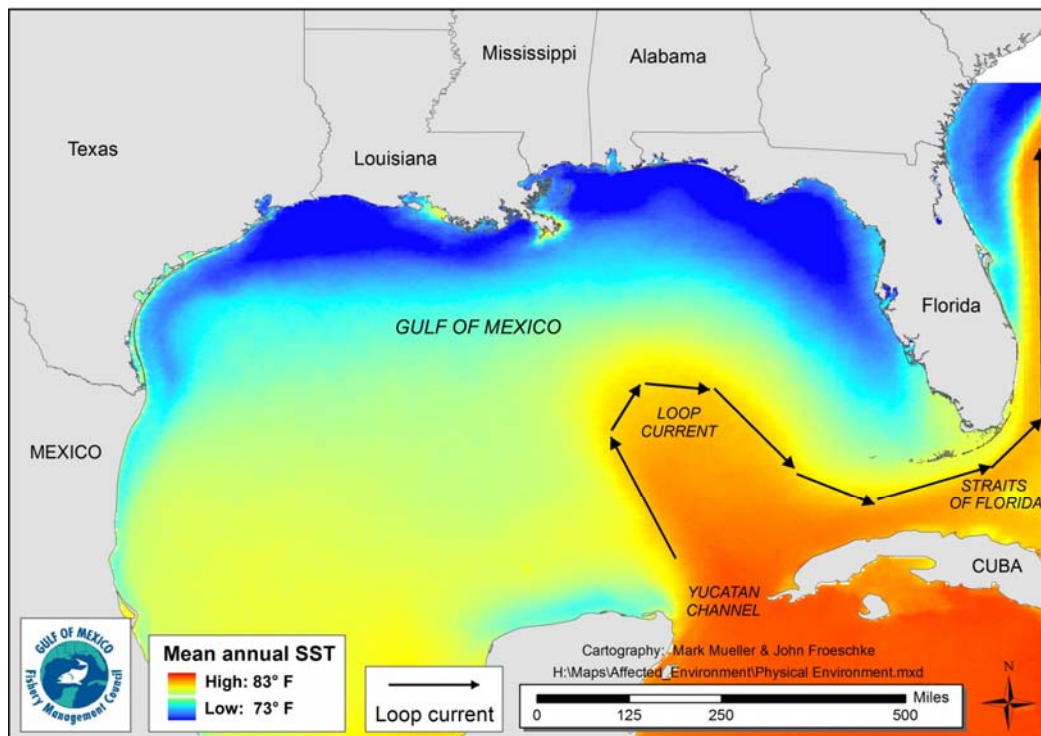 Mississippi
Alabama
Texas
Louisiana
GULF OF MEXICO
Florida
LOOP
CURRENT
MEXICO
STRAITS
OF FLORIDA
CUBA
YUCATAN
CHANNEL
GULF OF MEXICO
Fishery Management Council
Mean annual SST
High: 83° F
Low: 73° F
Loop current
Cartography: Mark Mueller & John Froeschke
H:\Maps\Affected_Environment\Physical Environment.mxd
Miles
0 125 250 500
N